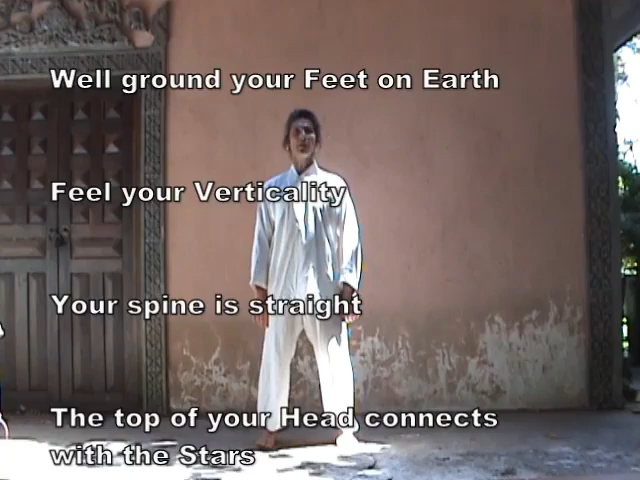 Well ground your Feet on Earth
Feel your Verticality
Your spine is straight
The top of your Head connects
with the Stars